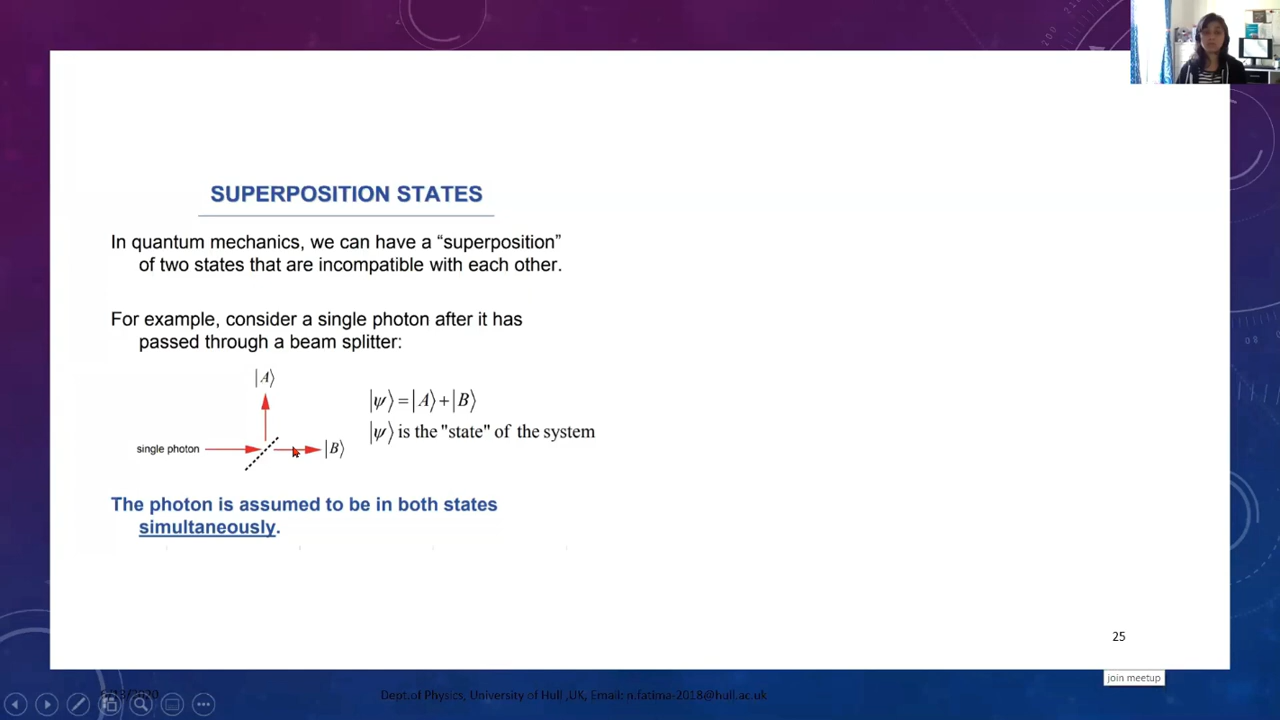 SUPERPOSITION STATES
In quantum mechanics, we can have a “superposition”
of two states that are incompatible with each other.
For example, consider a single photon after it has
passed through a beam splitter:
|A⟩
|ψ⟩=|A⟩+|B⟩
|ψ⟩ is the "state" of the system
single photon
|B⟩
The photon is assumed to be in both states
simultaneously.
25
join meetup
Dept.of Physics, University of Hull ,UK, Email: n.fatima-2018@hull.ac.uk